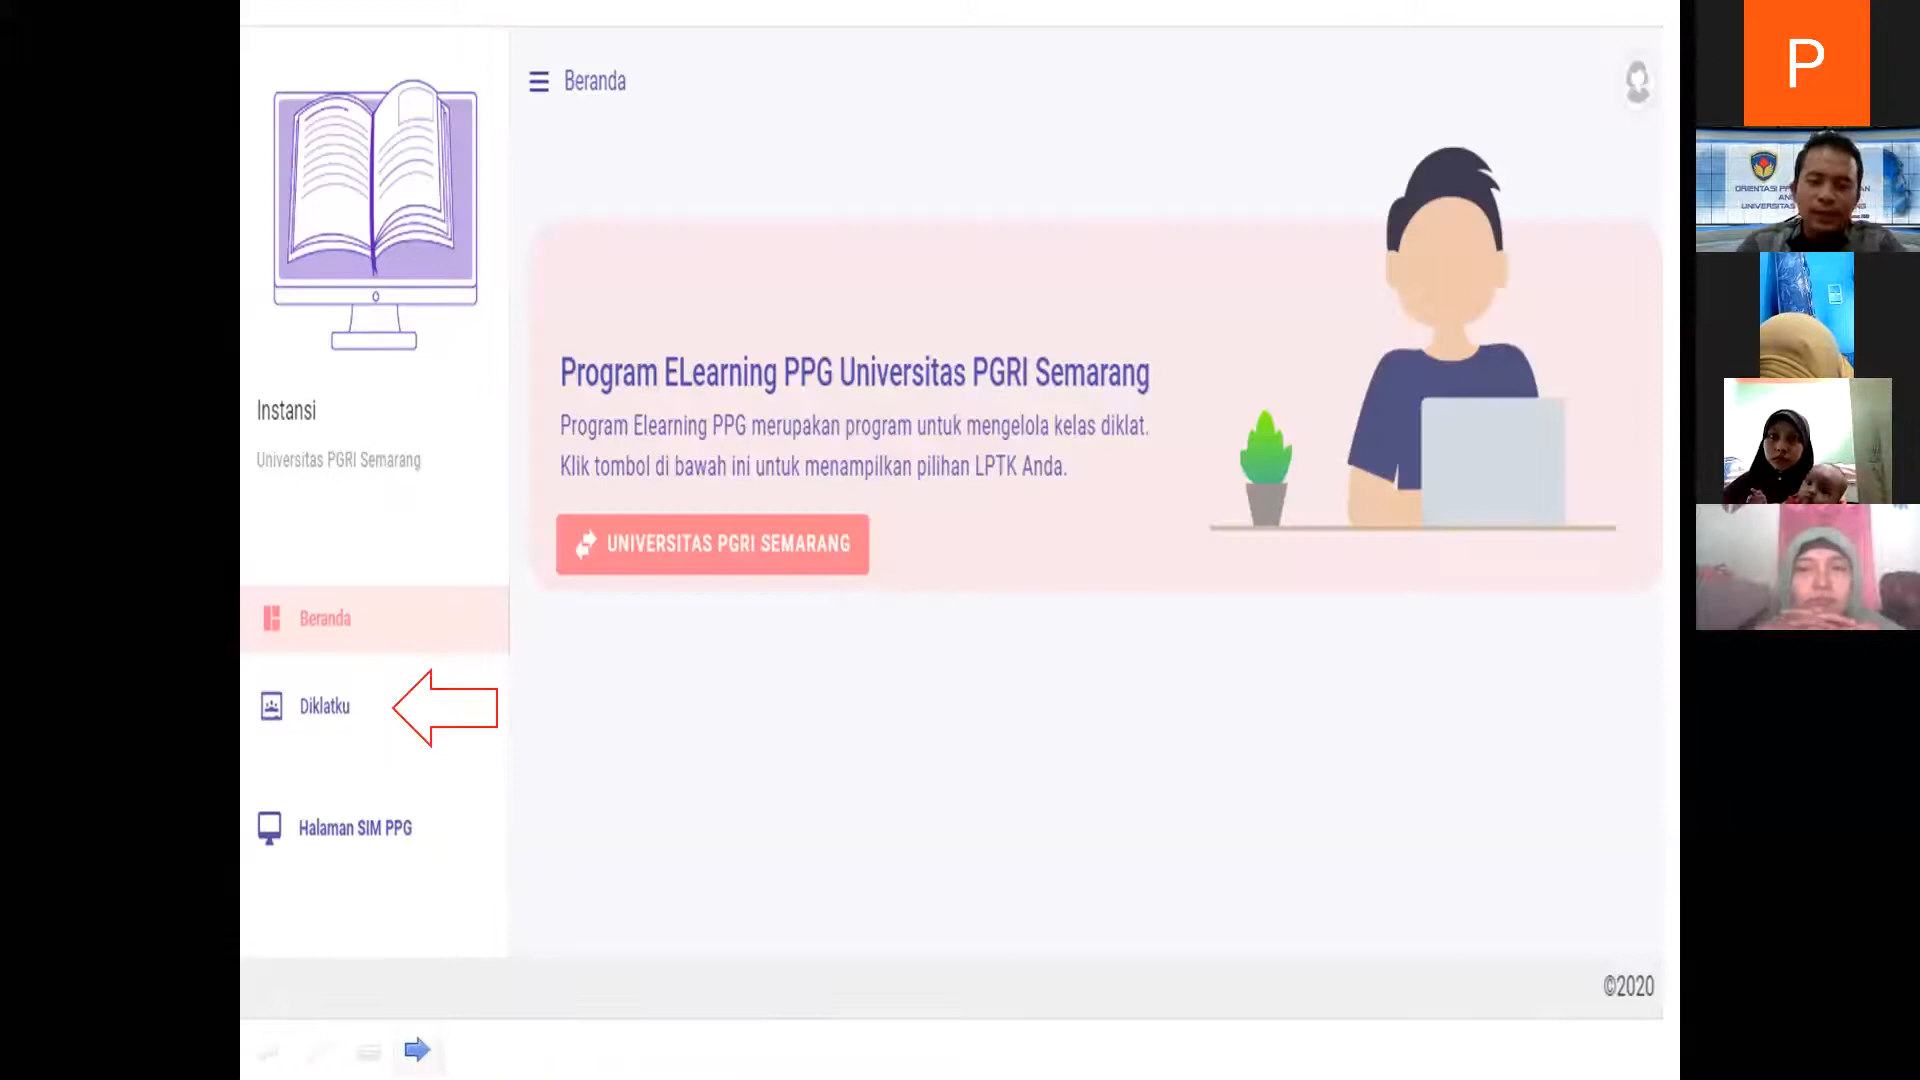 Beranda
Instansi
Universitas PGRI Semarang
Program ELearning PPG Universitas PGRI Semarang
Program Elearning PPG merupakan program untuk mengelola kelas diklat.
Klik tombol di bawah ini untuk menampilkan pilihan LPTK Anda.
UNIVERSITAS PGRI SEMARANG
Beranda
Diklatku
Halaman SIM PPG
©2020
P
ORIENTASI
UNIVERSITAS